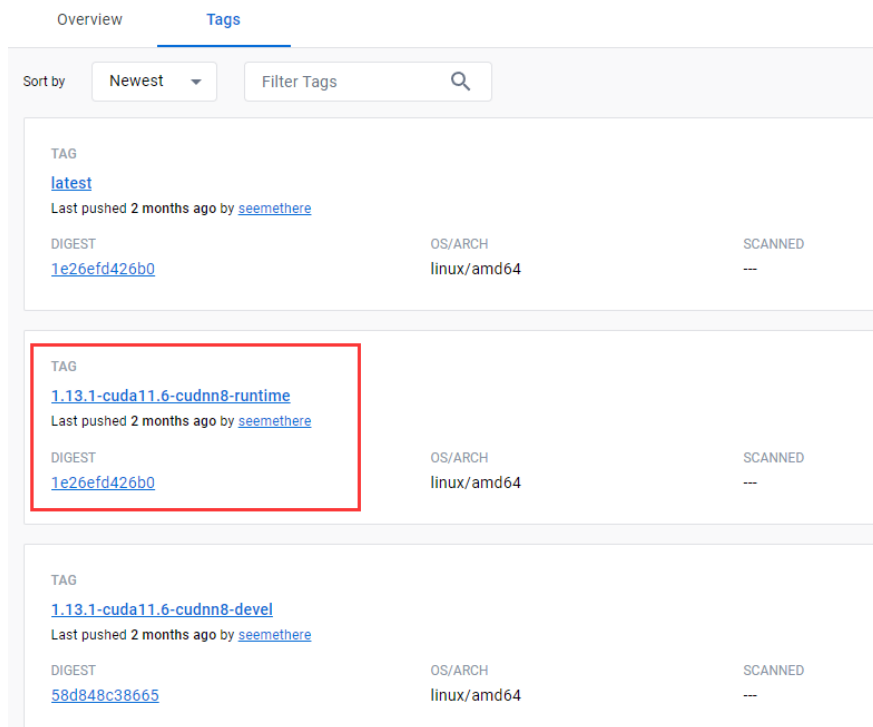 Overview Tags
Sort by Newest Filter Tags
TAG
latest
Last pushed 2 months ago by seemethere
DIGEST OS/ARCH SCANNED
1e26efd426b0 linux/amd64 ---
TAG
1.13.1-cuda11.6-cudnn8-runtime
Last pushed 2 months ago by seemethere
DIGEST OS/ARCH SCANNED
1e26efd426b0 linux/amd64 ---
TAG
1.13.1-cuda11.6-cudnn8-devel
Last pushed 2 months ago by seemethere
DIGEST OS/ARCH SCANNED
58d848c38665 linux/amd64 ---